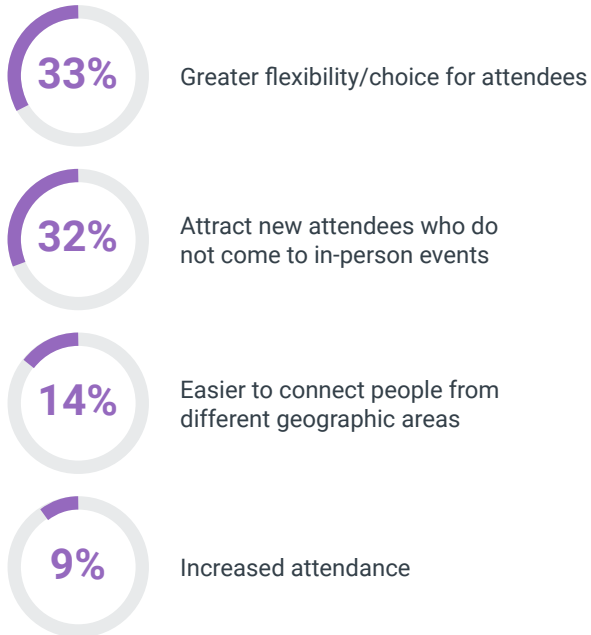 33%
Greater flexibility/choice for attendees
32%
Attract new attendees who do
not come to in-person events
14%
Easier to connect people from
different geographic areas
9%
Increased attendance